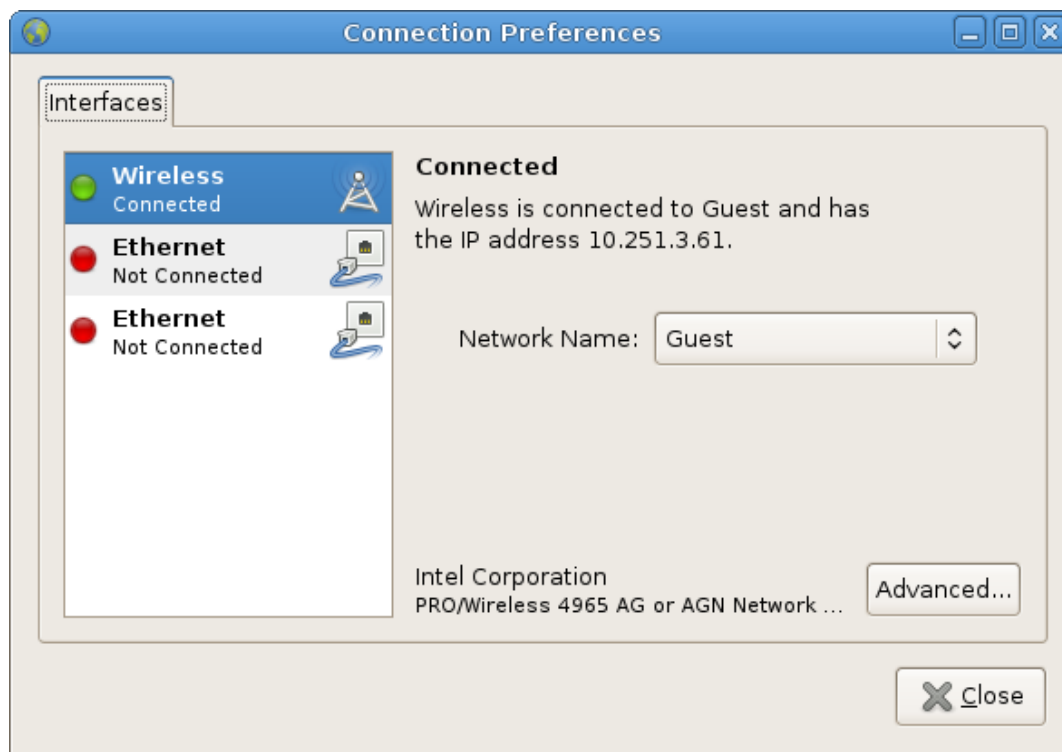 Connection Preferences
Interfaces
Wireless
Connected
Ethernet
Not Connected
Ethernet
Not Connected
Connected
Wireless is connected to Guest and has
the IP address 10.251.3.61.
Network Name: Guest
Intel Corporation
PRO/Wireless 4965 AG or AGN Network ...
Advanced...
Close